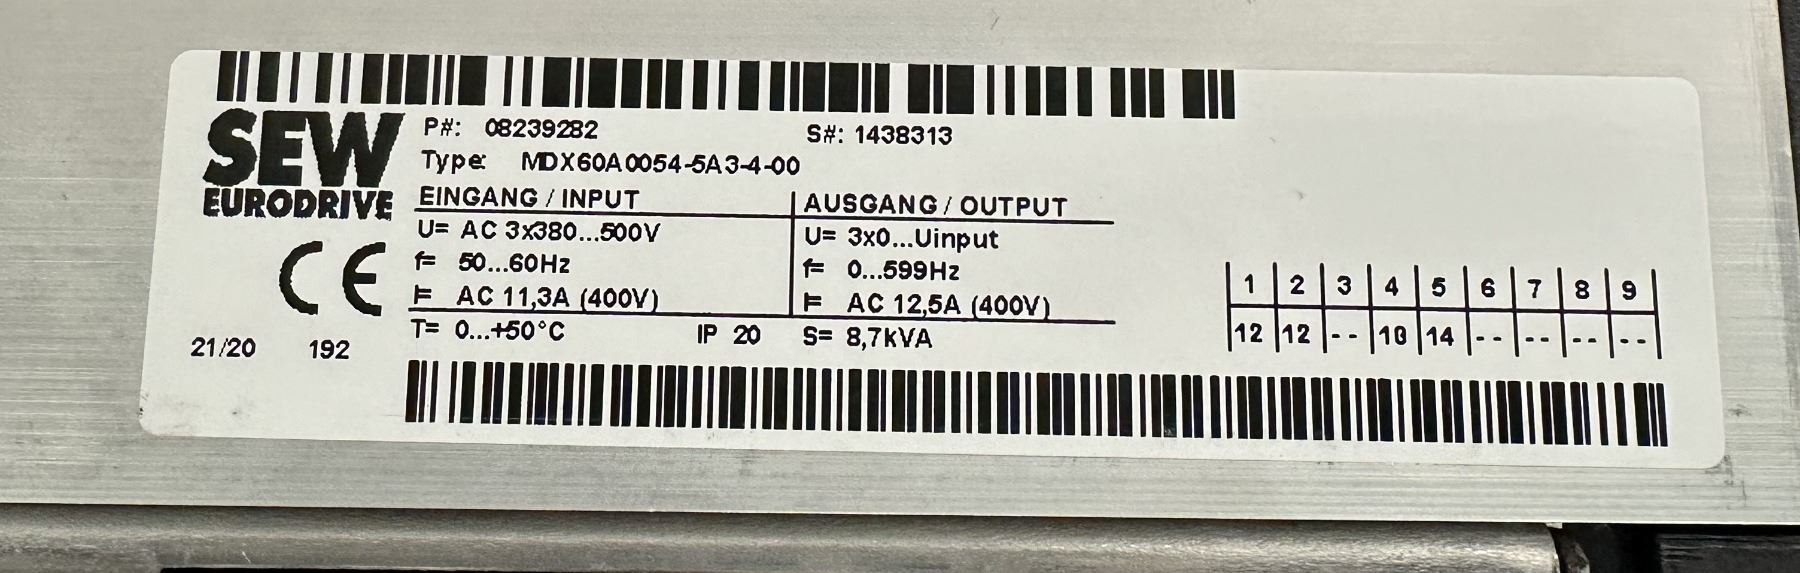 SEW
EURODRIVE
P#: 08239282 S#: 1438313
Type: MDX60A0054-5A3-4-00
EINGANG / INPUT AUSGANG / OUTPUT
U= AC 3x380...500V U= 3x0...Uinput
f= 50...60Hz f= 0...599Hz
I= AC 11,3A (400V) I= AC 12,5A (400V)
T= 0...+50°C IP 20 S= 8,7kVA
CE
21/20 192
1 2 3 4 5 6 7 8 9
12 12 -- 10 14 -- -- -- --